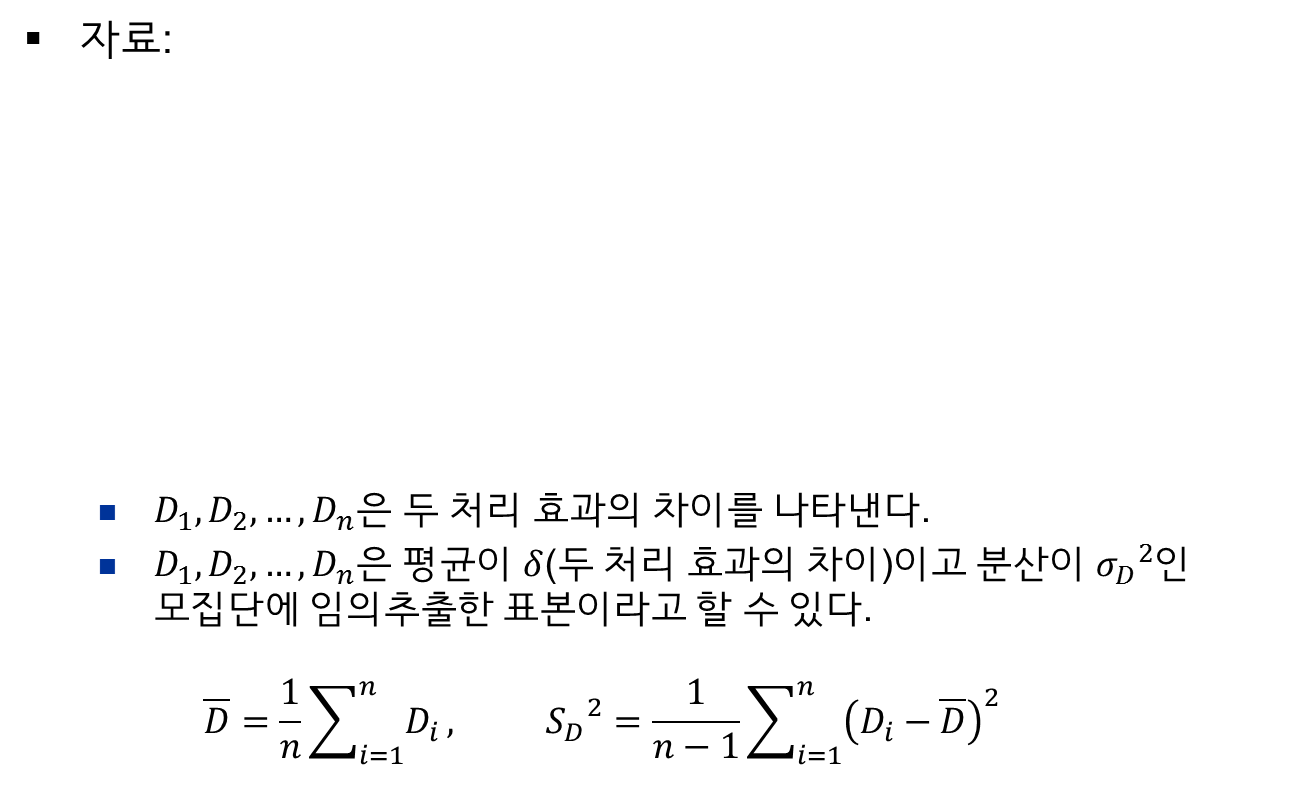 ▪ 자료:
▪ D₁, D₂, …, Dₙ은 두 처리 효과의 차이를 나타낸다.
▪ D₁, D₂, …, Dₙ은 평균이 δ(두 처리 효과의 차이)이고 분산이 σ_D²인
모집단에 임의추출한 표본이라고 할 수 있다.
D̅ = 1/n ∑_{i=1}^{n} Dᵢ , S_D² = 1/(n − 1) ∑_{i=1}^{n} (Dᵢ − D̅)²